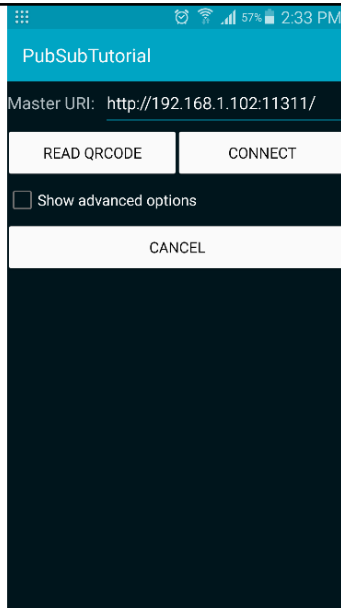 57% 2:33 PM
PubSubTutorial
Master URI: http://192.168.1.102:11311/
READ QRCODE CONNECT
Show advanced options
CANCEL